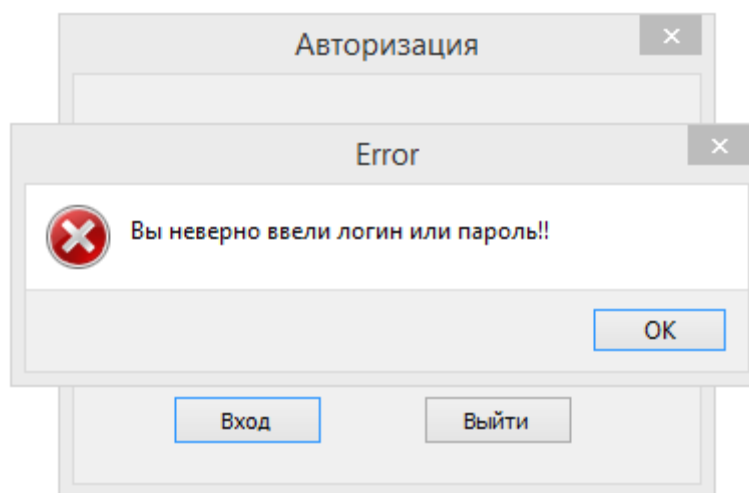 Авторизация
Error
Вы неверно ввели логин или пароль!!
OK
Вход
Выйти